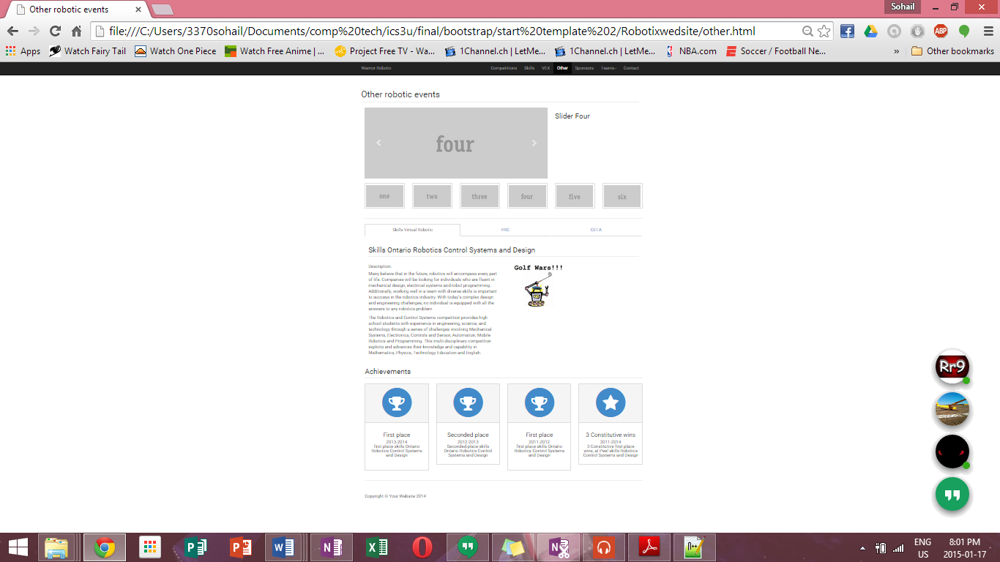 Other robotic events
Sohail
file:///C:/Users/3370sohail/Documents/comp%20tech/ics3u/final/bootstrap/start%20template%202/Robotixwedsite/other.html
ABP
Apps Watch Fairy Tail Watch One Piece Watch Free Anime | ... Project Free TV - Wa... 1Channel.ch | LetMe... 1Channel.ch | LetMe... NBA.com Soccer / Football Ne... » Other bookmarks
Warrior Robotix Competitions Skills VEX Other Sponsors Teams Contact
Other robotic events
four
Slider Four
one two three four five six
Skills Virtual Robotic FRC CEFA
Skills Ontario Robotics Control Systems and Design
Description:
Many believe that in the future, robotics will encompass every part
of life. Companies will be looking for individuals who are fluent in
mechanical design, electrical systems and robot programming.
Additionally, working well in a team with diverse skills is important
to success in the robotics industry. With today's complex design
and engineering challenges, no individual is equipped with all the
answers to any robotics problem
Golf Wars!!!
The Robotics and Control Systems competition provides high
school students with experience in engineering, science, and
technology through a series of challenges involving Mechanical
Systems, Electronics, Controls and Sensor, Automation, Mobile
Robotics and Programming. This multi-disciplinary competition
exploits and advances their knowledge and capability in
Mathematics, Physics, Technology Education and English.
Achievements
First place
2013-2014
first place skills Ontario
Robotics Control Systems
and Design
Seconded place
2012-2013
Seconded place skills
Ontario Robotics Control
Systems and Design
First place
2011-2012
first place skills Ontario
Robotics Control Systems
and Design
3 Constitutive wins
2011-2014
3 Constitutive first place
wins, at Peel skills Robotics
Control Systems and Design
Copyright © Your Website 2014
Rr9
ENG
US
8:01 PM
2015-01-17